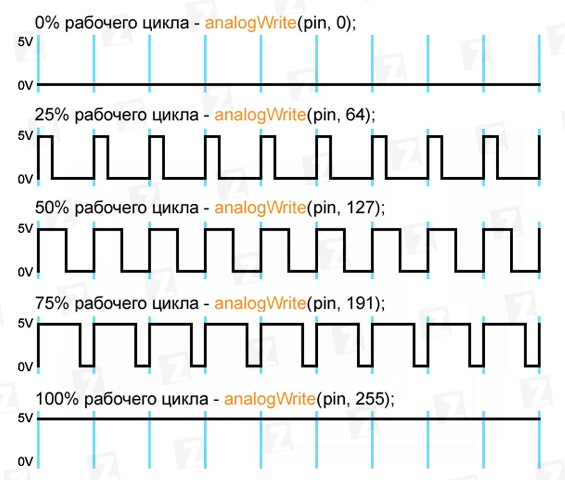 0% рабочего цикла - analogWrite(pin, 0);
5V
0V
25% рабочего цикла - analogWrite(pin, 64);
5V
0V
50% рабочего цикла - analogWrite(pin, 127);
5V
0V
75% рабочего цикла - analogWrite(pin, 191);
5V
0V
100% рабочего цикла - analogWrite(pin, 255);
5V
0V